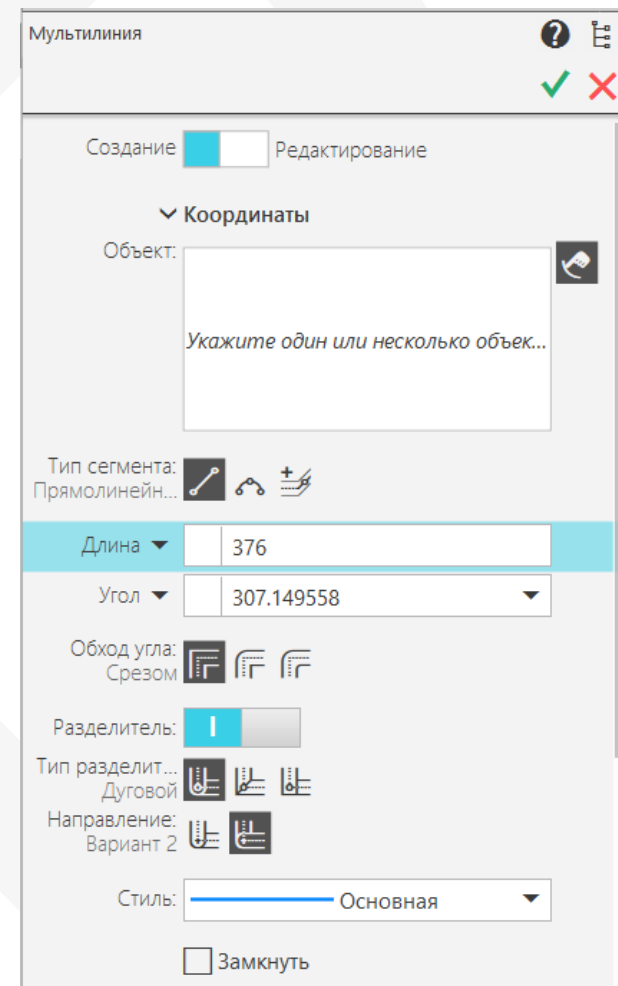 Мультилиния
Создание Редактирование
Координаты
Объект:
Укажите один или несколько объек...
Тип сегмента:
Прямолинейн...
Длина 376
Угол 307.149558
Обход угла:
Срезом
Разделитель:
Тип разделит...
Дуговой
Направление:
Вариант 2
Стиль: Основная
Замкнуть